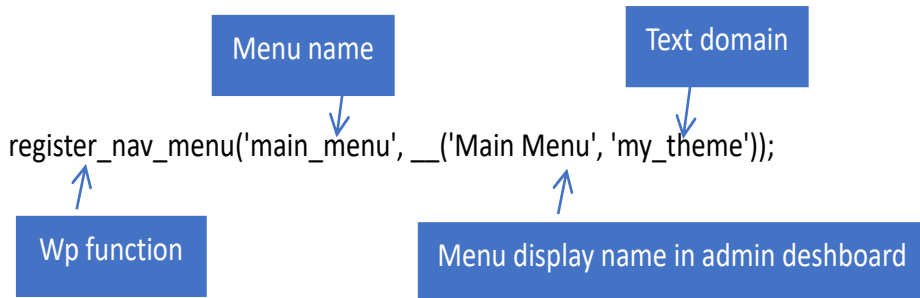 Menu name
Text domain
register_nav_menu('main_menu', __('Main Menu', 'my_theme'));
Wp function
Menu display name in admin deshboard